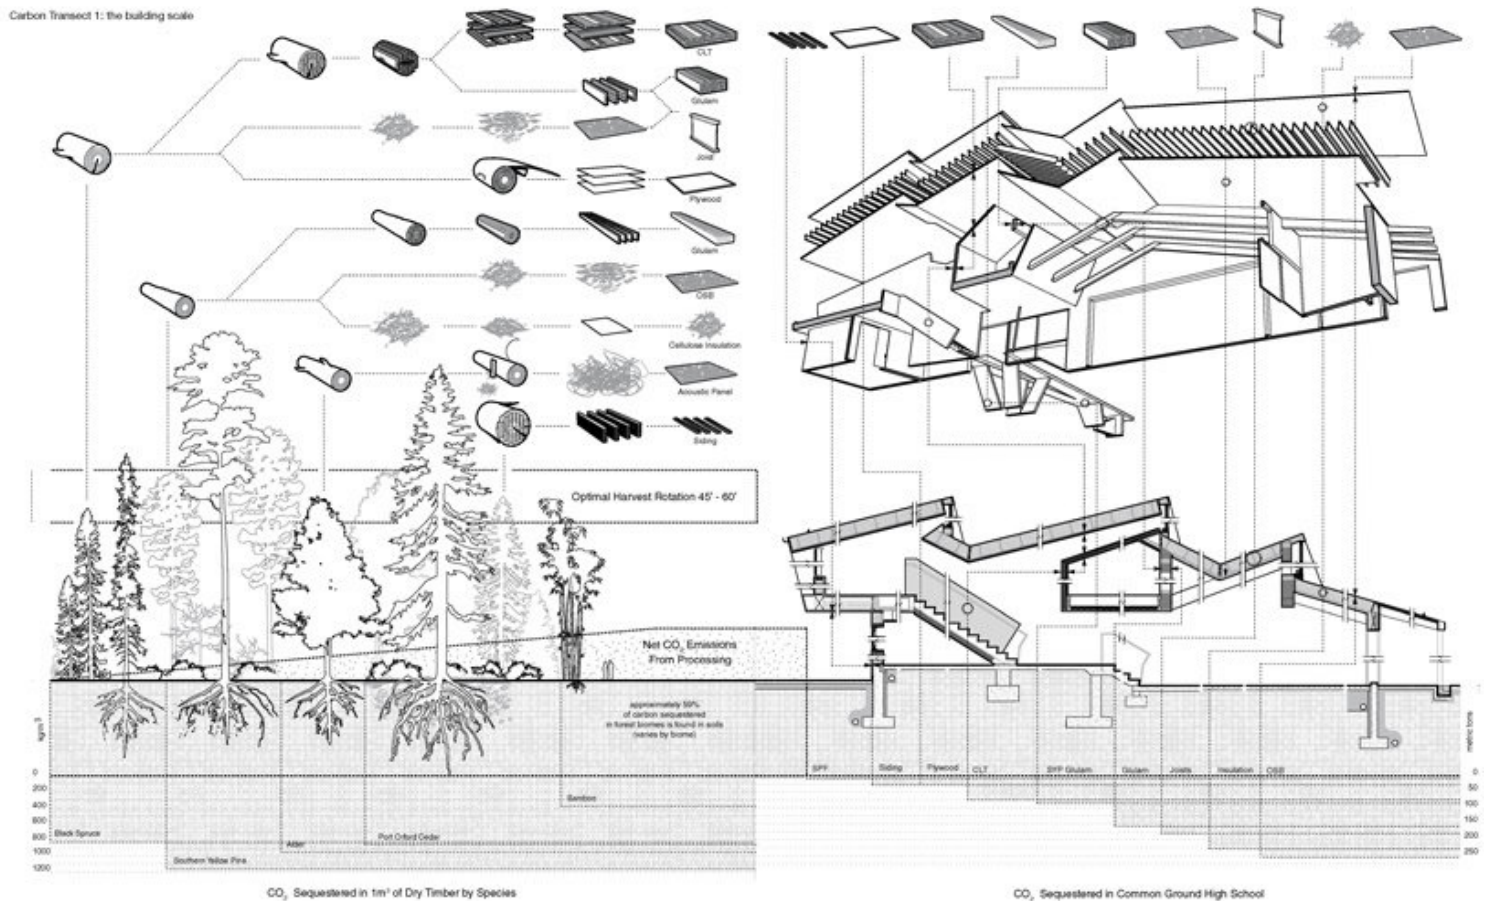 Carbon Transect 1: the building scale
CLT
Glulam
Joist
Plywood
Glulam
OSB
Cellulose Insulation
Acoustic Panel
Siding
Optimal Harvest Rotation 45' - 60'
Net CO₂ Emissions
From Processing
approximately 59%
of carbon sequestered
in forest biomes is found in soils
(varies by biome)
kg/m³
0
200
400
600
800
1000
1200
Black Spruce
Southern Yellow Pine
Alder
Port Orford Cedar
Bamboo
CO₂ Sequestered in 1m³ of Dry Timber by Species
SPF
Siding
Plywood
CLT
SYP Glulam
Glulam
Joists
Insulation
OSB
metric tons
0
50
100
150
200
250
CO₂ Sequestered in Common Ground High School